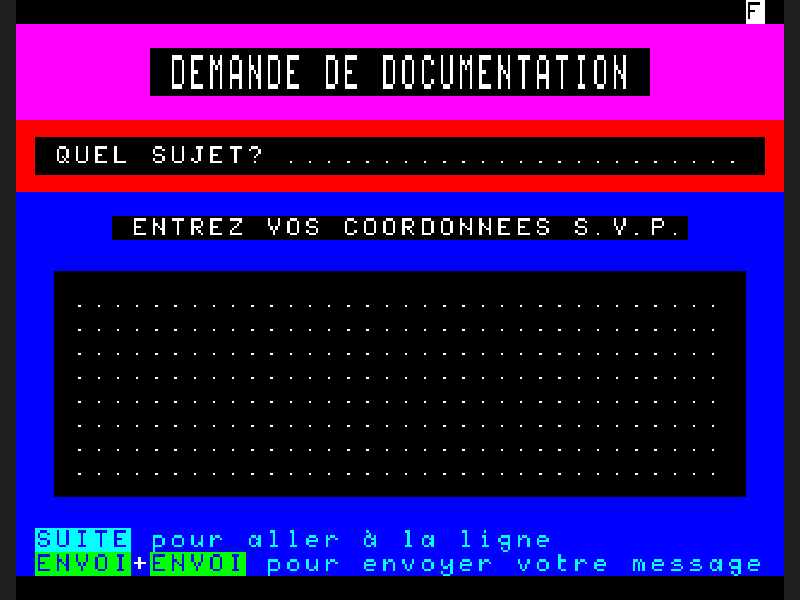 F
DEMANDE DE DOCUMENTATION
QUEL SUJET? ........................
ENTREZ VOS COORDONNEES S.V.P.
..................................
..................................
..................................
..................................
..................................
..................................
..................................
..................................
SUITE pour aller à la ligne
ENVOI+ENVOI pour envoyer votre message